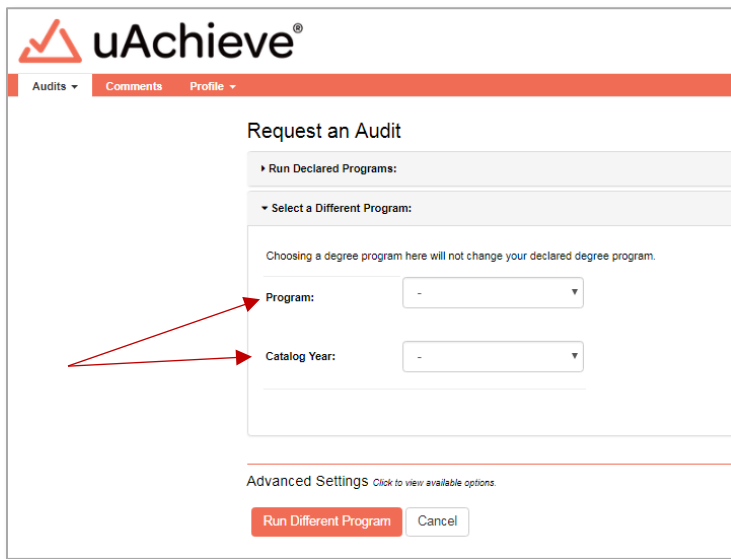 uAchieve®
Audits Comments Profile
Request an Audit
Run Declared Programs:
Select a Different Program:
Choosing a degree program here will not change your declared degree program.
Program: -
Catalog Year: -
Advanced Settings Click to view available options.
Run Different Program Cancel